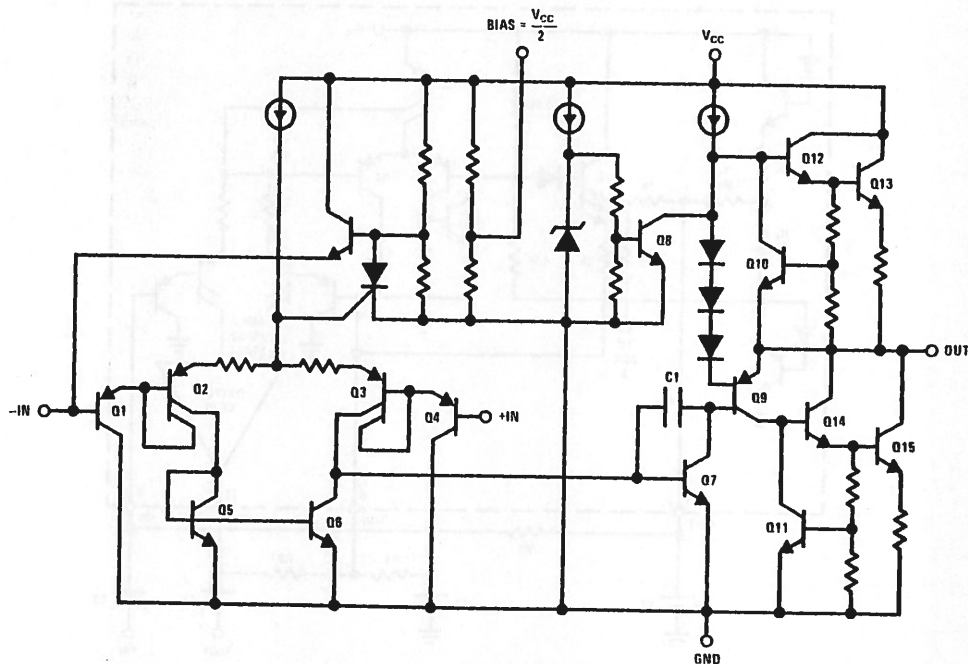 BIAS = VCC/2
VCC
Q12
Q13
Q8
Q10
OUT
Q2
Q3
C1
-IN
Q1
Q4
+IN
Q9
Q14
Q15
Q7
Q5
Q6
Q11
GND